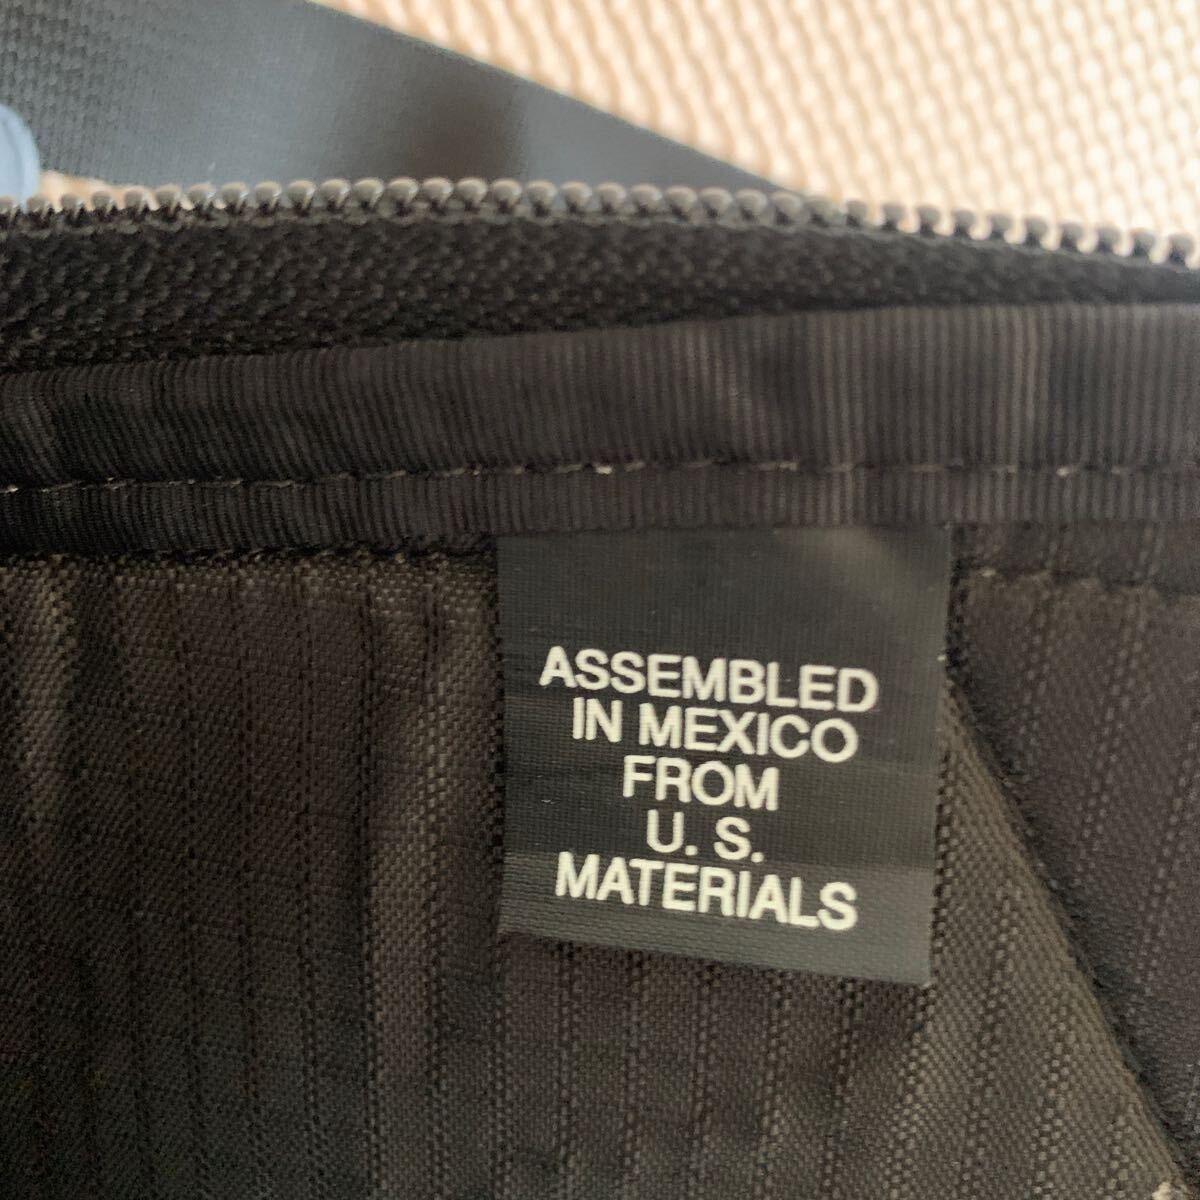 ASSEMBLED
IN MEXICO
FROM
U. S.
MATERIALS